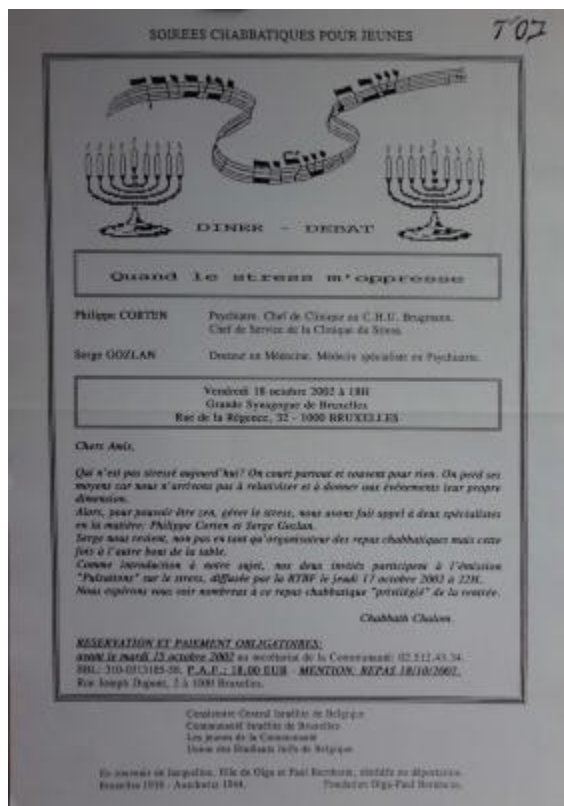 SOIREES CHABBATIQUES POUR JEUNES
DINER - DEBAT
Quand le stress m'oppresse
Philippe CORTEN Psychiatre. Chef de Clinique au C.H.U. Brugmann.
Chef de Service de la Clinique du Stress.
Serge GOZLAN Docteur en Médecine. Médecin spécialiste en Psychiatrie.
Vendredi 18 octobre 2002 à 19H
Grande Synagogue de Bruxelles
Rue de la Régence, 32 - 1000 BRUXELLES
Chers Amis,
Qui n'est pas stressé aujourd'hui? On court partout et souvent pour rien. On perd ses
moyens car nous n'arrivons pas à relativiser et à donner aux évènements leur propre
dimension.
Alors, pour pouvoir être zen, gérer le stress, nous avons fait appel à deux spécialistes
en la matière: Philippe Corten et Serge Gozlan.
Serge nous revient, non pas en tant qu'organisateur des repas chabbatiques mais cette
fois à l'autre bout de la table.
Comme introduction à notre sujet, nos deux invités participent à l'émission
"Pulsations" sur le stress, diffusée par la RTBF le jeudi 17 octobre 2002 à 22H.
Nous espérons vous voir nombreux à ce repas chabbatique "privilégié" de la rentrée.
Chabbath Chalom
RESERVATION ET PAIEMENT OBLIGATOIRES:
avant le mardi 15 octobre 2002 au secrétariat de la Communauté: 02.512.43.34.
P.A.F.: 18,00 EUR - MENTION: REPAS 18/10/2002.
Rue Joseph Dupont, 2 à 1000 Bruxelles.
Consistoire Central Israélite de Belgique
Communauté Israélite de Bruxelles
Les jeunes de la Communauté
Union des Etudiants Juifs de Belgique
En souvenir de Jacqueline, fille de Olga et Paul
Bruxelles Auschwitz 1944. Fondation Olga-Paul